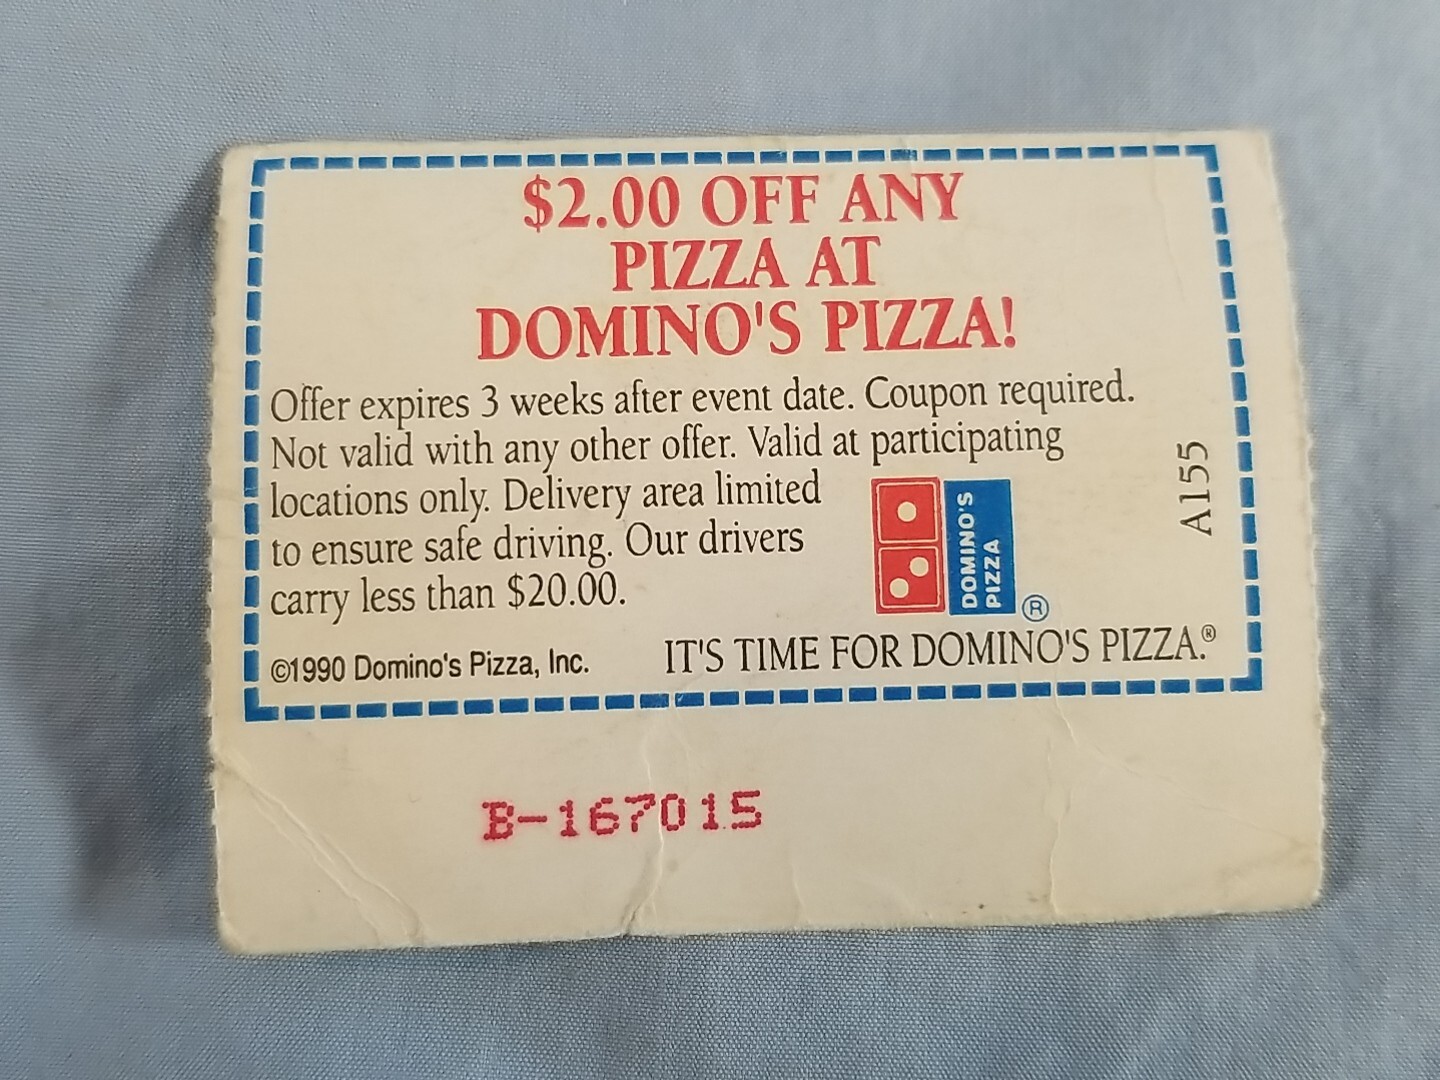 $2.00 OFF ANY
PIZZA AT
DOMINO'S PIZZA!
Offer expires 3 weeks after event date. Coupon required.
Not valid with any other offer. Valid at participating
locations only. Delivery area limited
to ensure safe driving. Our drivers
carry less than $20.00.
DOMINO'S
PIZZA
®
A155
©1990 Domino's Pizza, Inc.
IT'S TIME FOR DOMINO'S PIZZA.®
B-167015